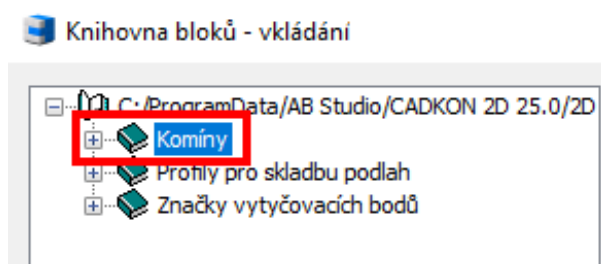 Knihovna bloků - vkládání
C:/ProgramData/AB Studio/CADKON 2D 25.0/2D
Komíny
Profily pro skladbu podlah
Značky vytyčovacích bodů